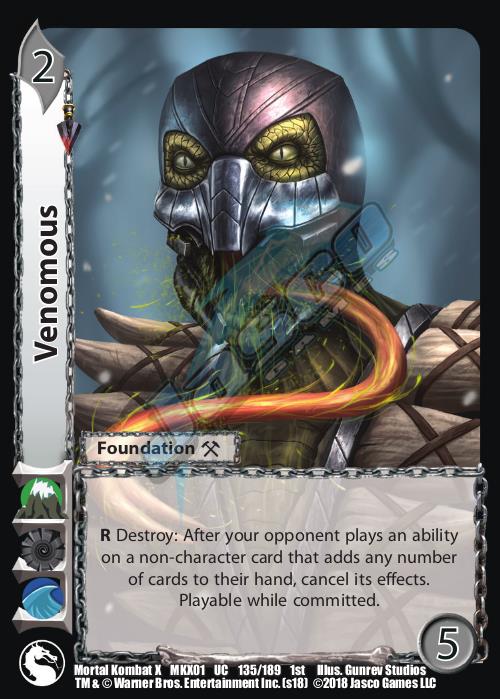 2
Venomous
Foundation
R Destroy: After your opponent plays an ability
on a non-character card that adds any number
of cards to their hand, cancel its effects.
Playable while committed.
5
Mortal Kombat X MKX01 UC 135/189 1st Illus. Gunrev Studios
TM & © Warner Bros. Entertainment Inc. (s18) ©2018 Jasco Games LLC